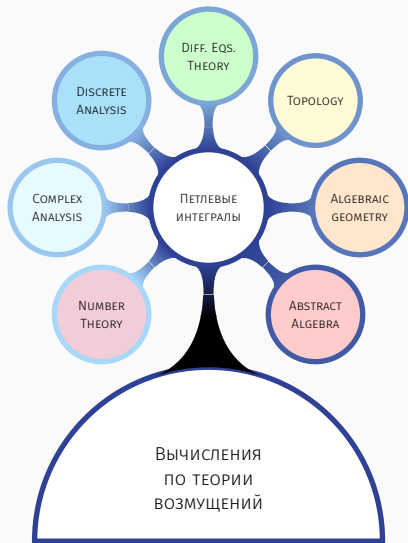 Diff. Eqs.
Theory
Discrete
Analysis
Topology
Complex
Analysis
Петлевые
интегралы
Algebraic
geometry
Number
Theory
Abstract
Algebra
Вычисления
по теории
возмущений